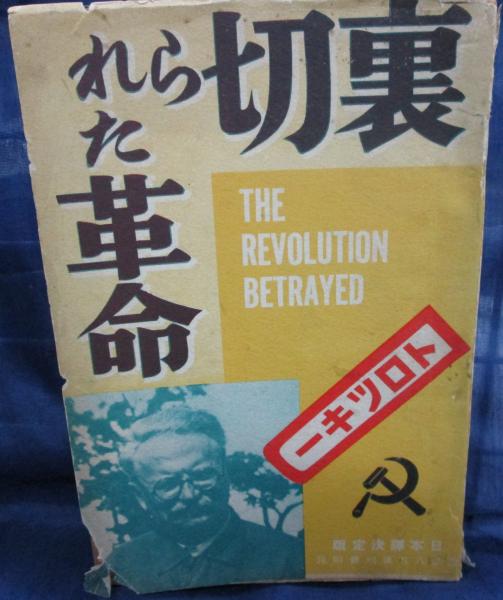 裏切られた革命
THE
REVOLUTION
BETRAYED
トロツキー
日本譯決定版